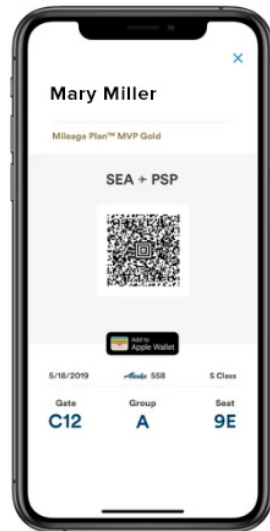 Mary Miller
Mileage Plan™ MVP Gold
SEA ✈ PSP
Add to
Apple Wallet
5/18/2019 Alaska 558 S Class
Gate Group Seat
C12 A 9E